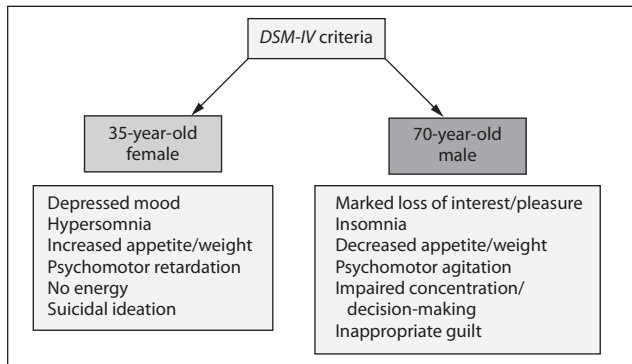 DSM-IV criteria
35-year-old
female
70-year-old
male
Depressed mood
Hypersomnia
Increased appetite/weight
Psychomotor retardation
No energy
Suicidal ideation
Marked loss of interest/pleasure
Insomnia
Decreased appetite/weight
Psychomotor agitation
Impaired concentration/
decision-making
Inappropriate guilt